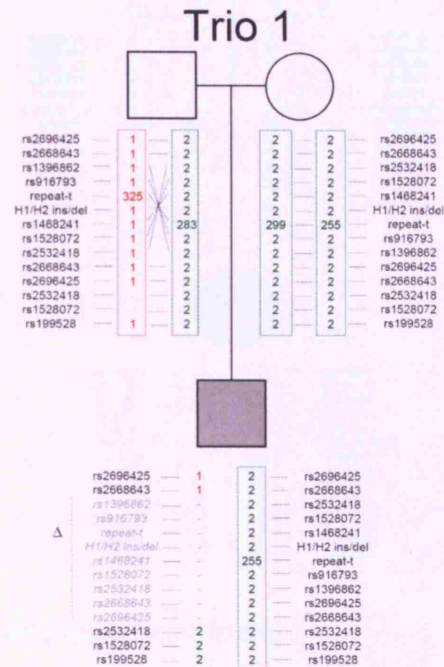 Trio 1
rs2696425 1 2 2 2 rs2696425
rs2668643 1 2 2 2 rs2668643
rs1396862 1 2 2 2 rs2532418
rs916793 1 2 2 2 rs1528072
repeat-t 325 2 2 2 rs1468241
H1/H2 ins/del 1 2 2 2 H1/H2 ins/del
rs1468241 1 283 299 255 repeat-t
rs1528072 1 2 2 2 rs916793
rs2532418 1 2 2 2 rs1396862
rs2668643 1 2 2 2 rs2696425
rs2696425 1 2 2 2 rs2668643
rs2532418 2 2 2 rs2532418
rs1528072 2 2 2 rs1528072
rs199528 1 2 2 2 rs199528
rs2696425 1 2 rs2696425
rs2668643 1 2 rs2668643
rs1396862 - 2 rs2532418
rs916793 - 2 rs1528072
repeat-t - 2 rs1468241
Δ H1/H2 ins/del - 2 H1/H2 ins/del
rs1468241 - 255 repeat-t
rs1528072 - 2 rs916793
rs2532418 - 2 rs1396862
rs2668643 - 2 rs2696425
rs2696425 - 2 rs2668643
rs2532418 2 2 rs2532418
rs1528072 2 2 rs1528072
rs199528 2 2 rs199528